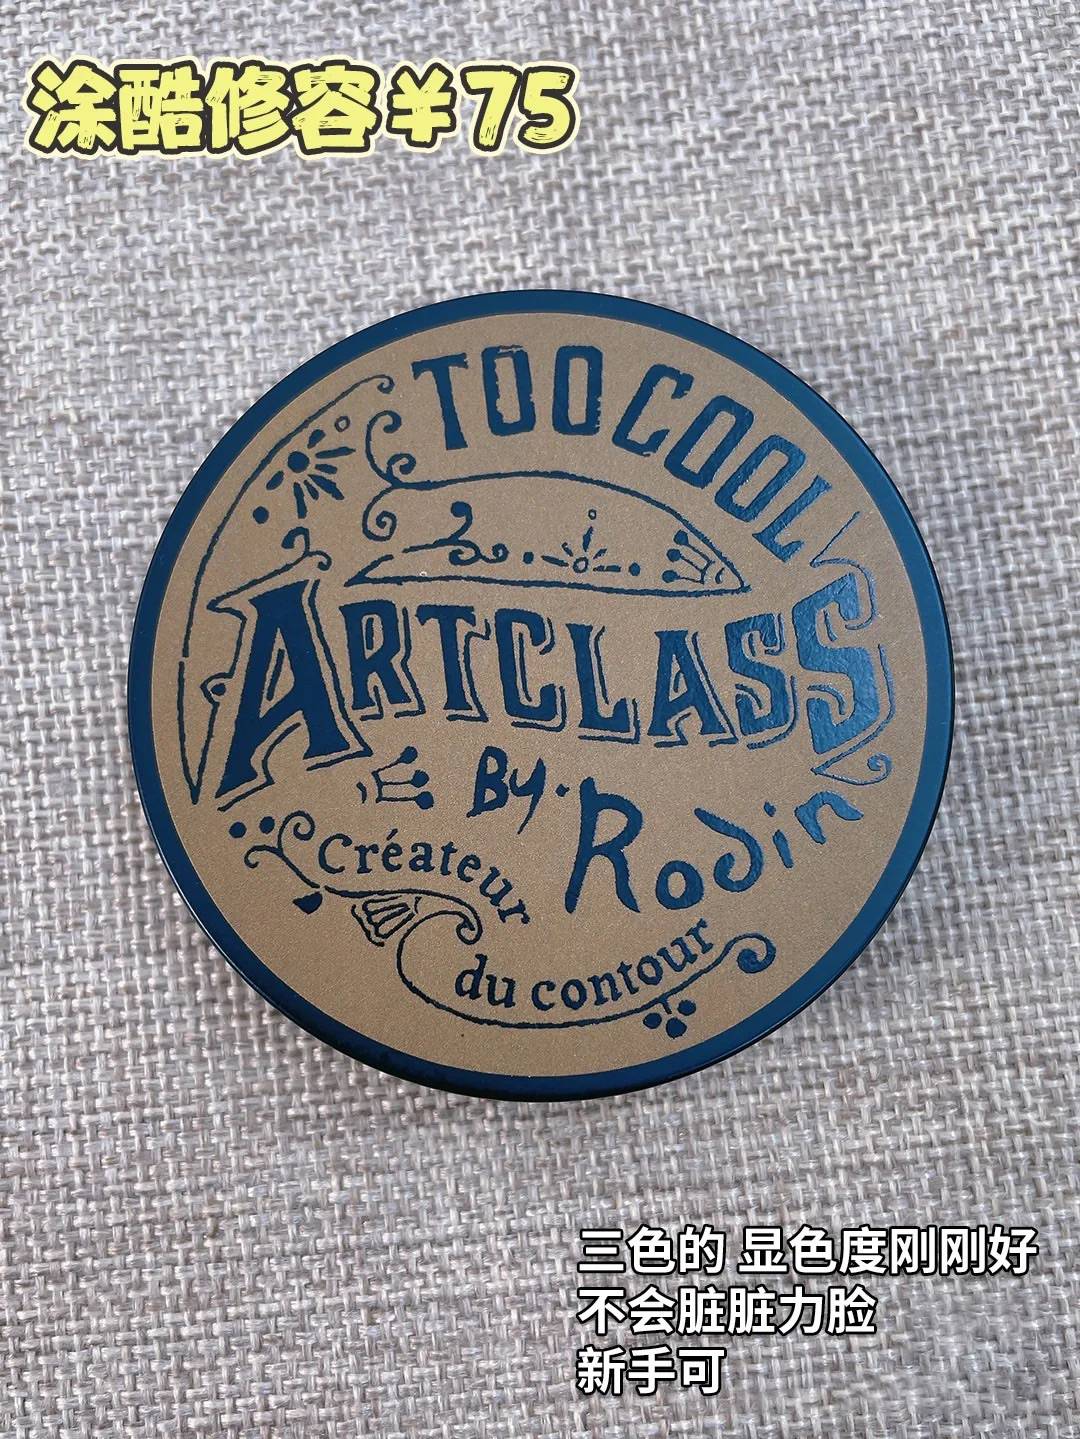 涂酷修容￥75
TOOCOOL
ARTCLASS
By.Rodin
Créateur
du contour
三色的 显色度刚刚好
不会脏脏力脸
新手可